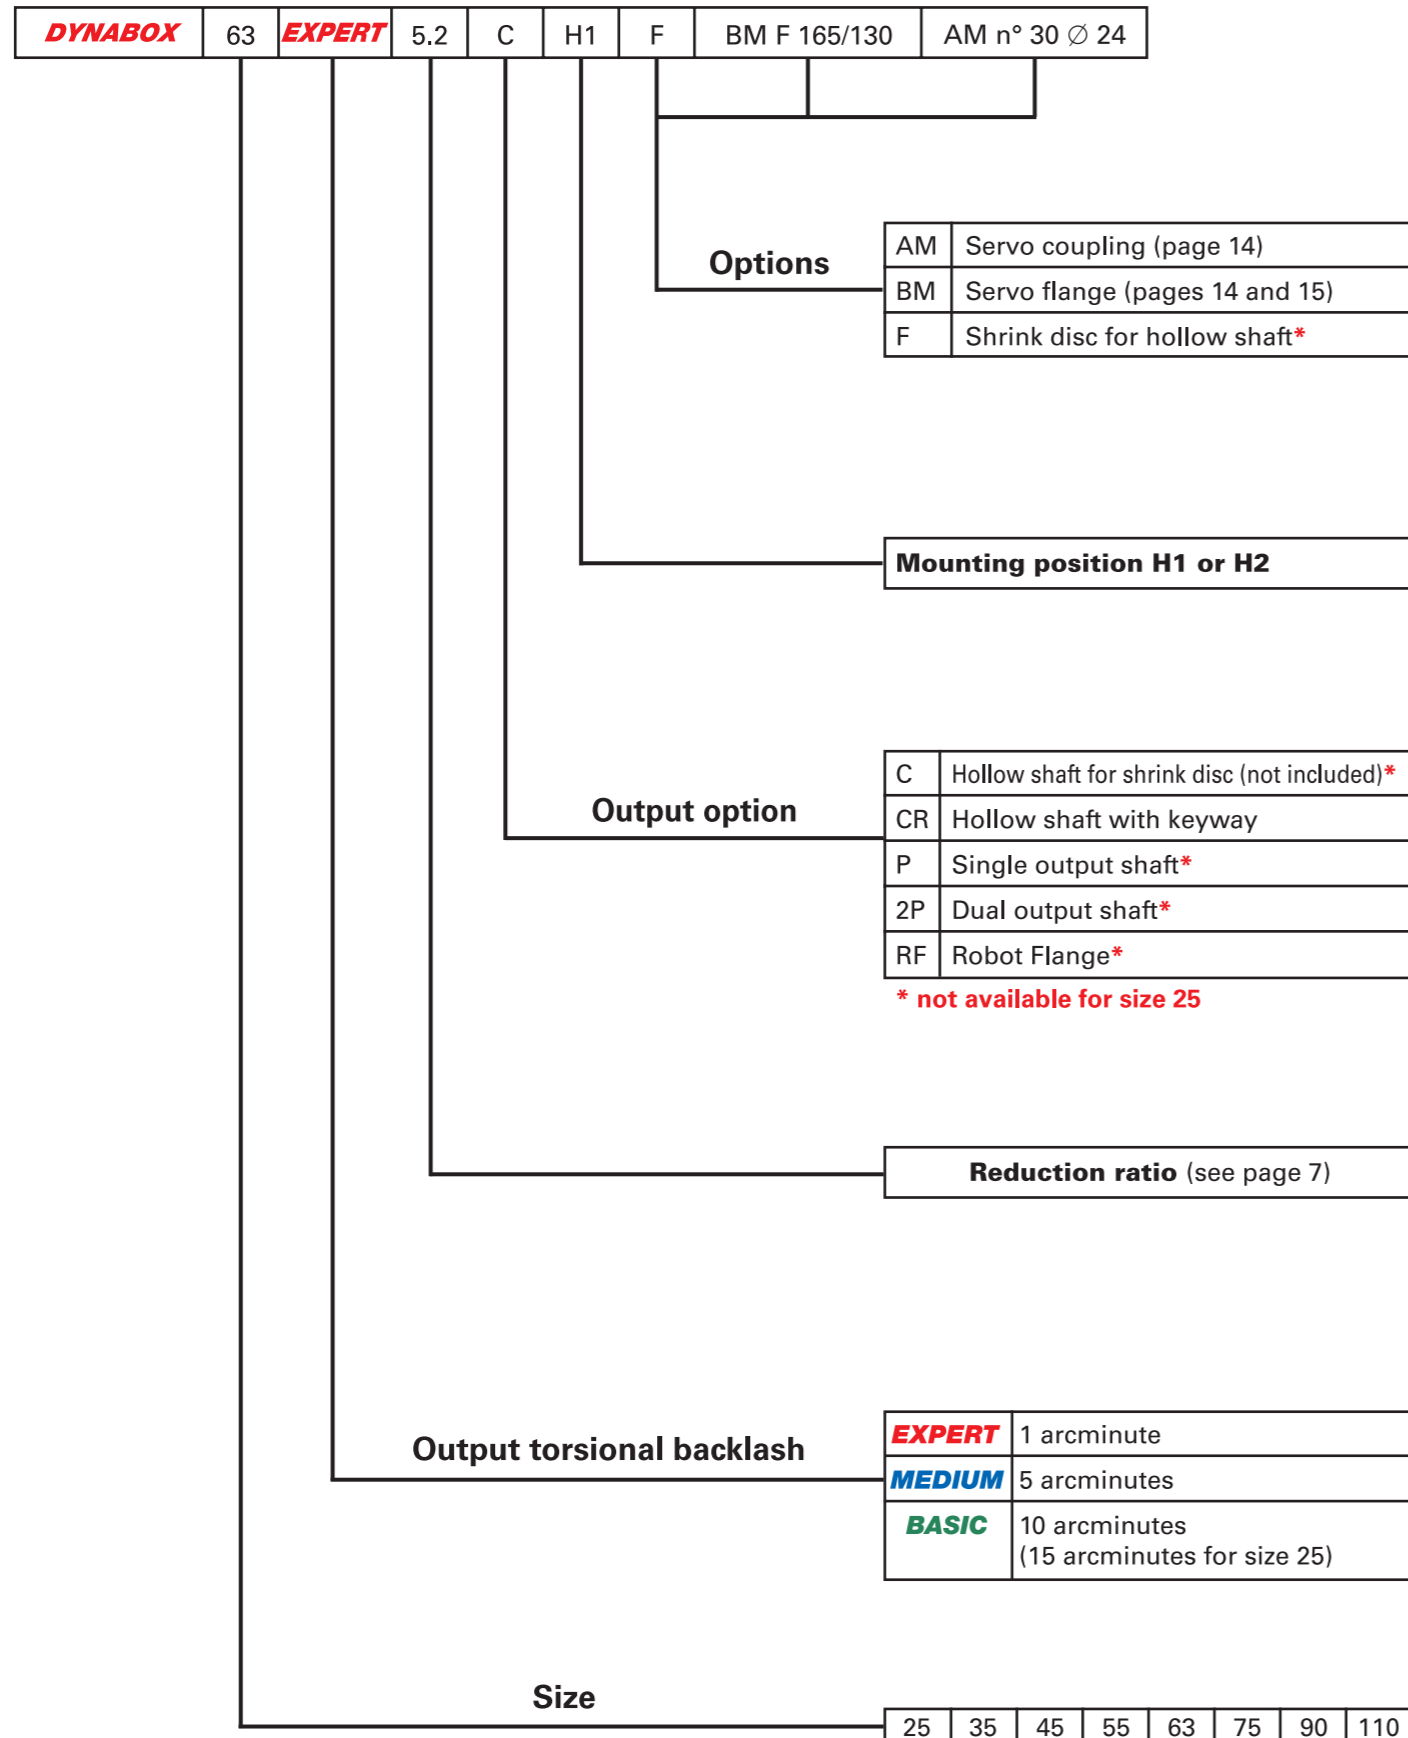 DYNABOX 63 EXPERT 5.2 C H1 F BM F 165/130 AM n° 30 ∅ 24
Options
AM Servo coupling (page 14)
BM Servo flange (pages 14 and 15)
F Shrink disc for hollow shaft*
Mounting position H1 or H2
Output option
C Hollow shaft for shrink disc (not included)*
CR Hollow shaft with keyway
P Single output shaft*
2P Dual output shaft*
RF Robot Flange*
* not available for size 25
Reduction ratio (see page 7)
Output torsional backlash
EXPERT 1 arcminute
MEDIUM 5 arcminutes
BASIC 10 arcminutes
(15 arcminutes for size 25)
Size
25 35 45 55 63 75 90 110